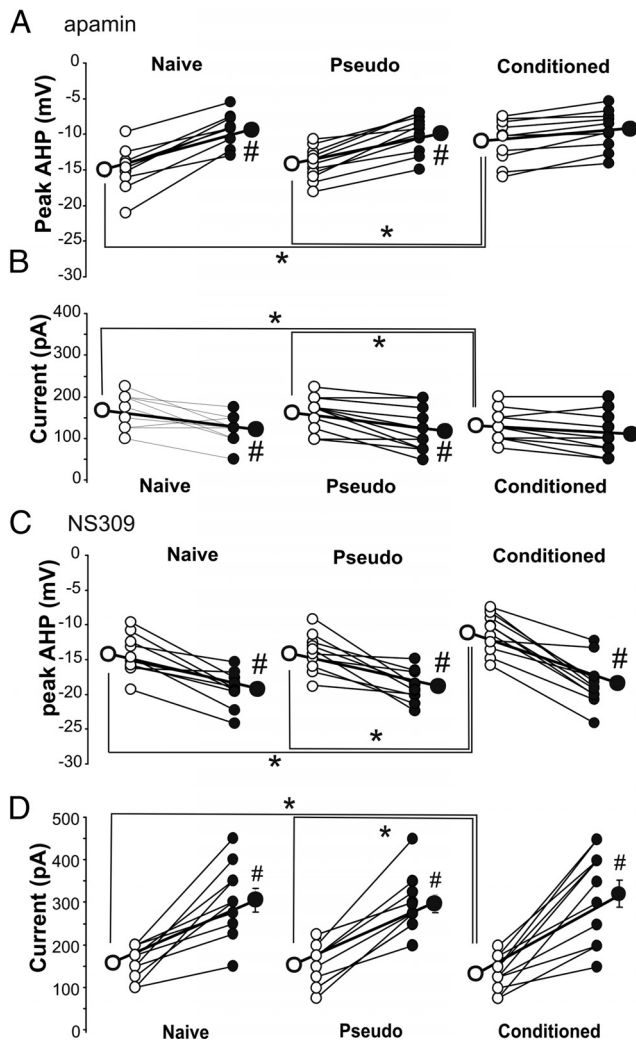 A apamin
Naive Pseudo Conditioned
Peak AHP (mV)
0
-5
-10
-15
-20
-25
-30
# #
*
*
B
Current (pA)
400
300
200
100
0
*
*
# #
Naive Pseudo Conditioned
C NS309
Naive Pseudo Conditioned
peak AHP (mV)
0
-5
-10
-15
-20
-25
-30
# # #
*
*
D
Current (pA)
500
400
300
200
100
0
*
*
# # #
Naive Pseudo Conditioned